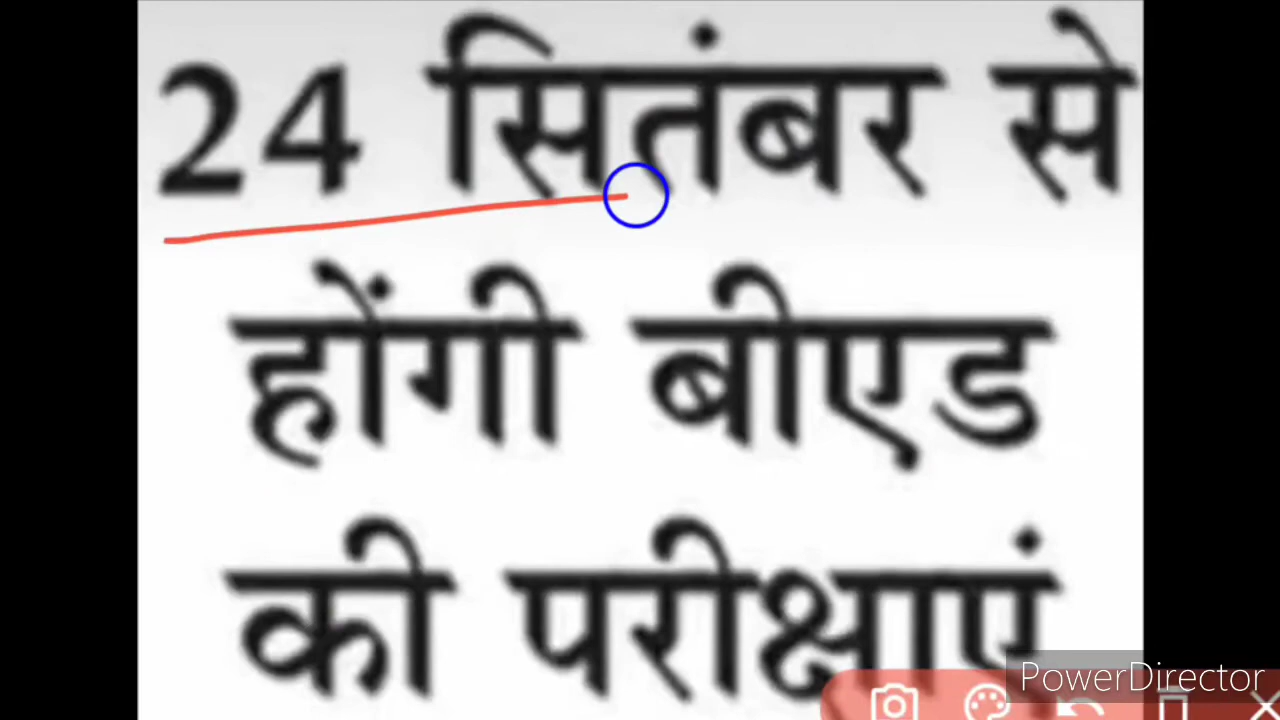 24 सितंबर से
होंगी बीएड
की परीक्षाएं
PowerDirector